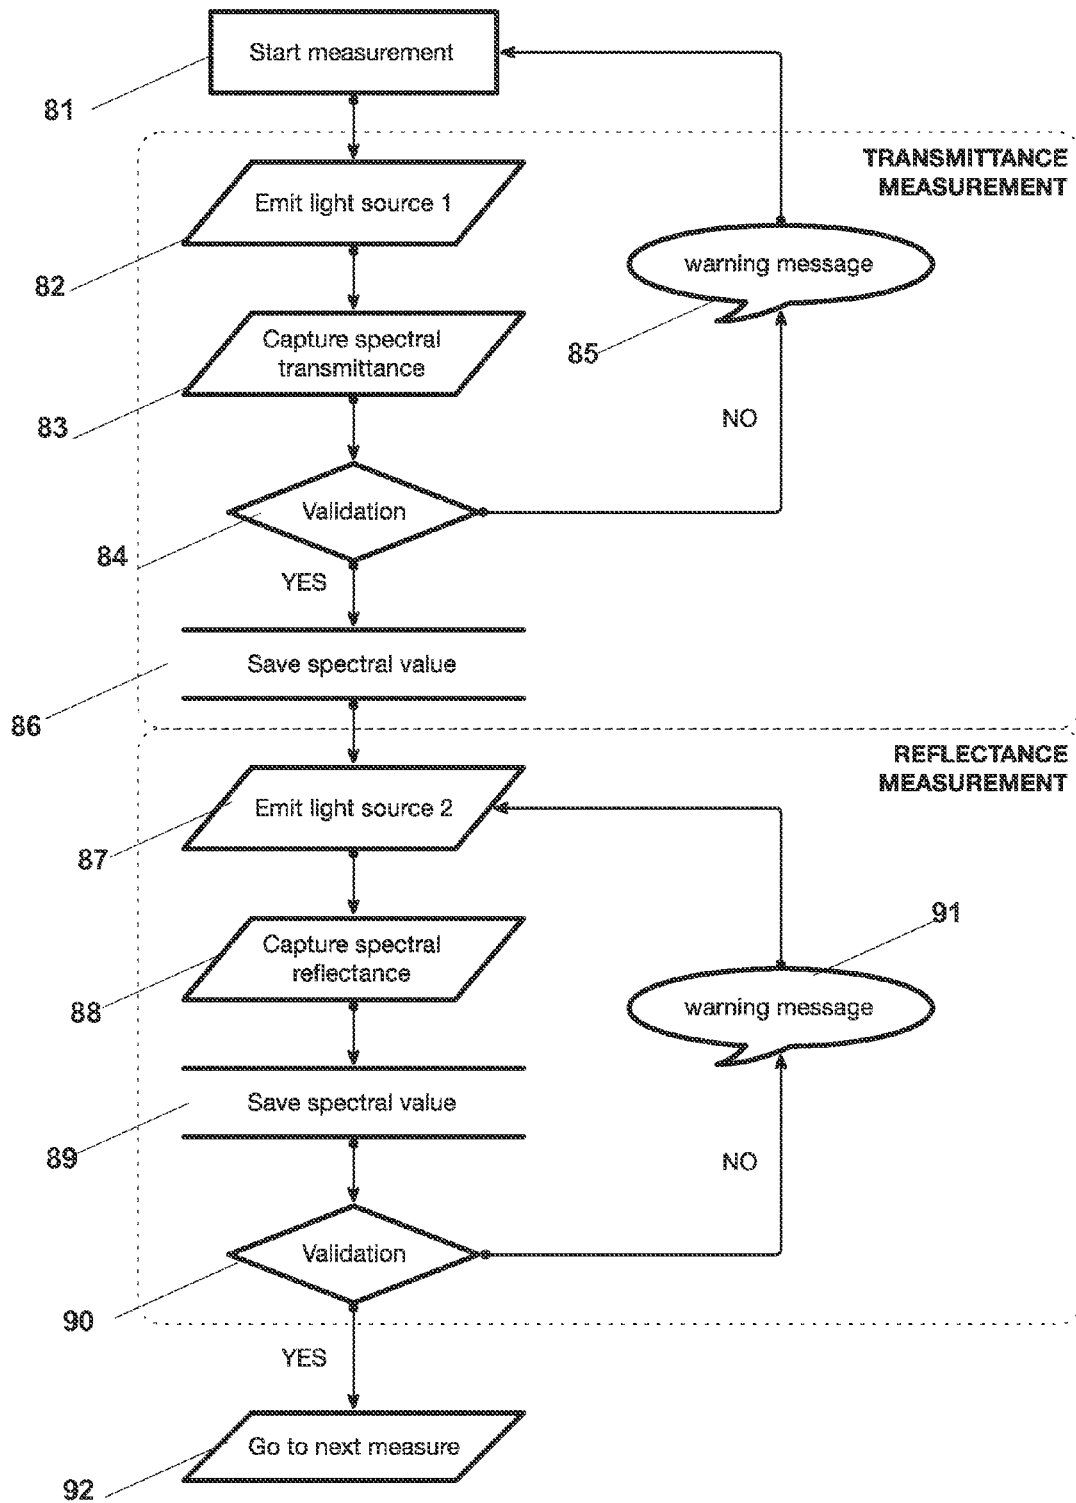 Start measurement
81
TRANSMITTANCE
MEASUREMENT
Emit light source 1
82
warning message
85
Capture spectral
transmittance
83
NO
Validation
84
YES
Save spectral value
86
REFLECTANCE
MEASUREMENT
Emit light source 2
87
91
Capture spectral
reflectance
88
warning message
Save spectral value
89
NO
Validation
90
YES
Go to next measure
92